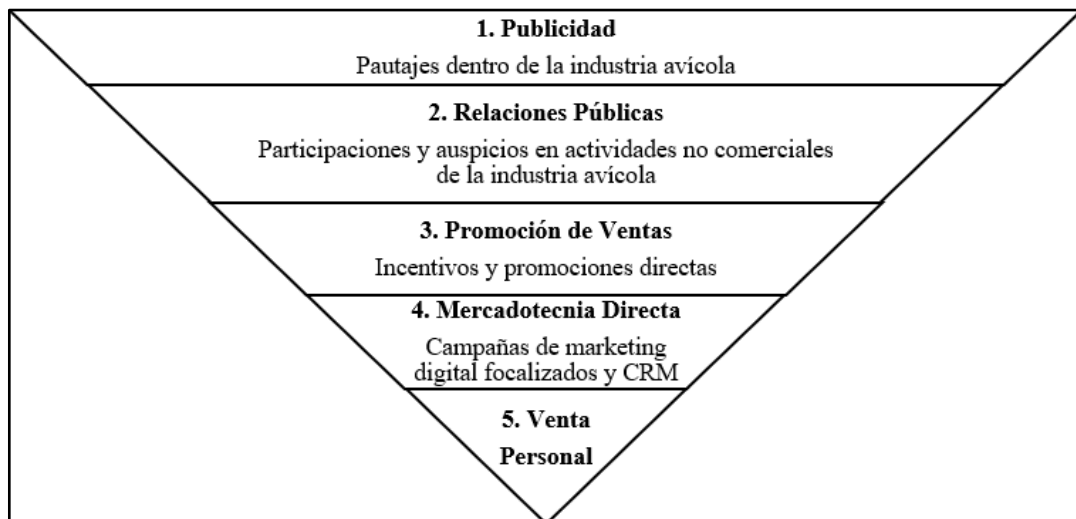 1. Publicidad
Pautajes dentro de la industria avícola
2. Relaciones Públicas
Participaciones y auspicios en actividades no comerciales
de la industria avícola
3. Promoción de Ventas
Incentivos y promociones directas
4. Mercadotecnia Directa
Campañas de marketing
digital focalizados y CRM
5. Venta
Personal